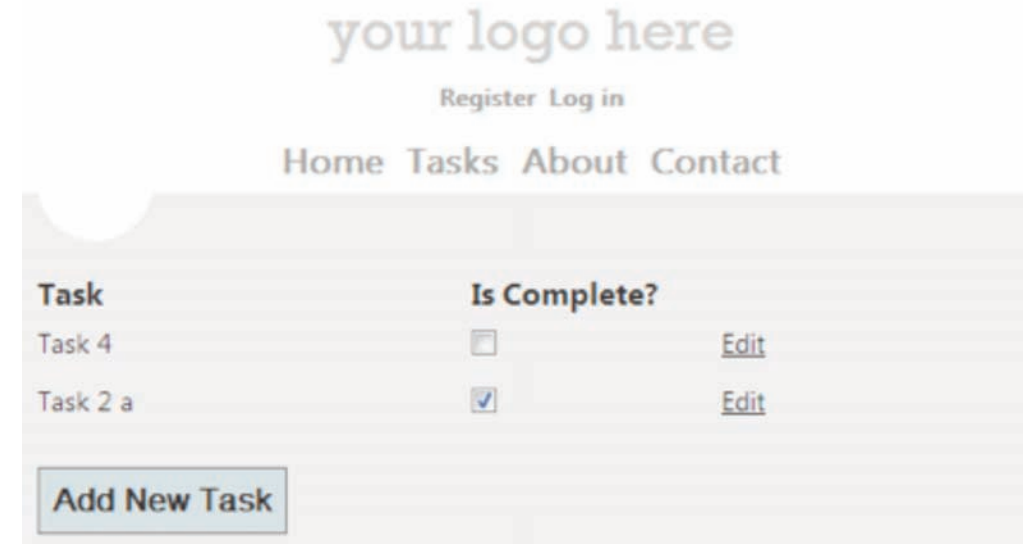 your logo here
Register Log in
Home Tasks About Contact
Task Is Complete?
Task 4 Edit
Task 2 a Edit
Add New Task